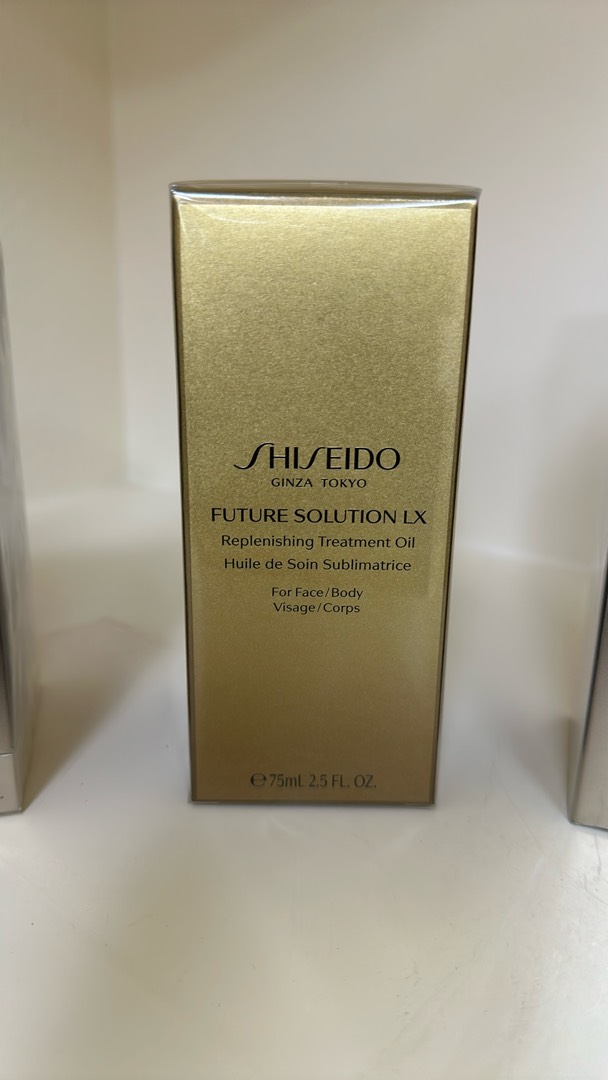 SHISEIDO
GINZA TOKYO
FUTURE SOLUTION LX
Replenishing Treatment Oil
Huile de Soin Sublimatrice
For Face/Body
Visage/Corps
℮ 75mL 2.5 FL. OZ.